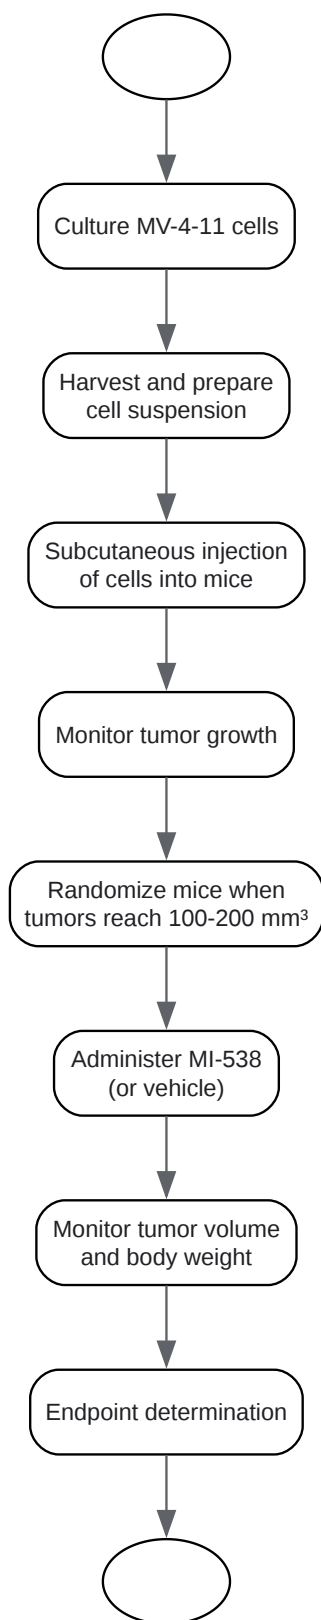 Culture MV-4-11 cells
Harvest and prepare
cell suspension
Subcutaneous injection
of cells into mice
Monitor tumor growth
Randomize mice when
tumors reach 100-200 mm³
Administer MI-538
(or vehicle)
Monitor tumor volume
and body weight
Endpoint determination